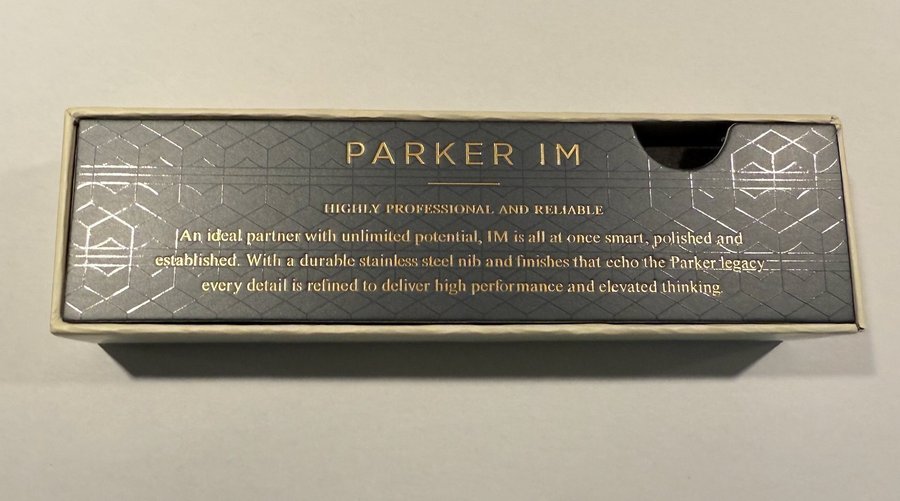 PARKER IM
HIGHLY PROFESSIONAL AND RELIABLE
An ideal partner with unlimited potential, IM is all at once smart, polished and
established. With a durable stainless steel nib and finishes that echo the Parker legacy
every detail is refined to deliver high performance and elevated thinking.